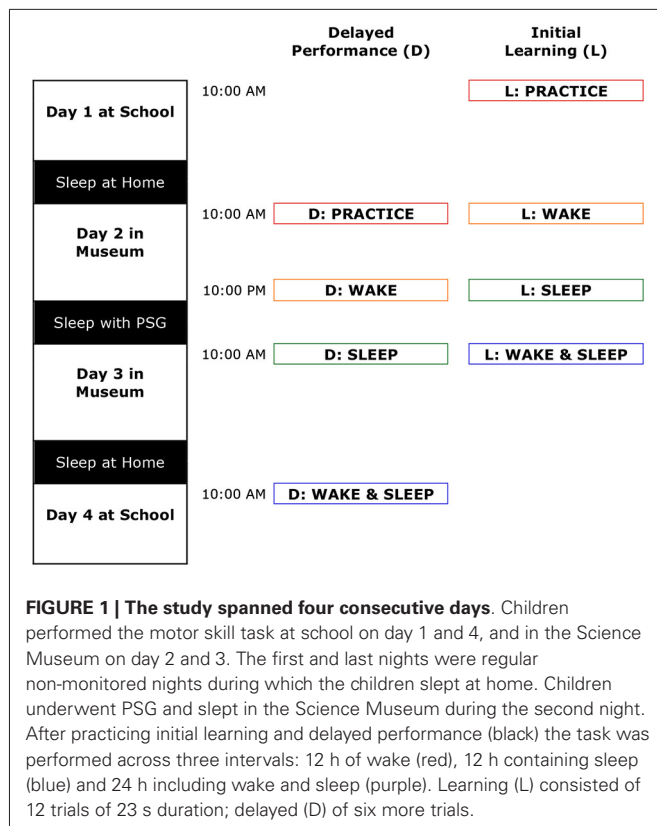 Delayed Performance (D)
Initial Learning (L)
Day 1 at School
10:00 AM
L: PRACTICE
Sleep at Home
Day 2 in Museum
10:00 AM
D: PRACTICE
L: WAKE
10:00 PM
D: WAKE
L: SLEEP
Sleep with PSG
Day 3 in Museum
10:00 AM
D: SLEEP
L: WAKE & SLEEP
Sleep at Home
Day 4 at School
10:00 AM
D: WAKE & SLEEP
FIGURE 1 | The study spanned four consecutive days. Children
performed the motor skill task at school on day 1 and 4, and in the Science
Museum on day 2 and 3. The first and last nights were regular
non-monitored nights during which the children slept at home. Children
underwent PSG and slept in the Science Museum during the second night.
After practicing initial learning and delayed performance (black) the task was
performed across three intervals: 12 h of wake (red), 12 h containing sleep
(blue) and 24 h including wake and sleep (purple). Learning (L) consisted of
12 trials of 23 s duration; delayed (D) of six more trials.